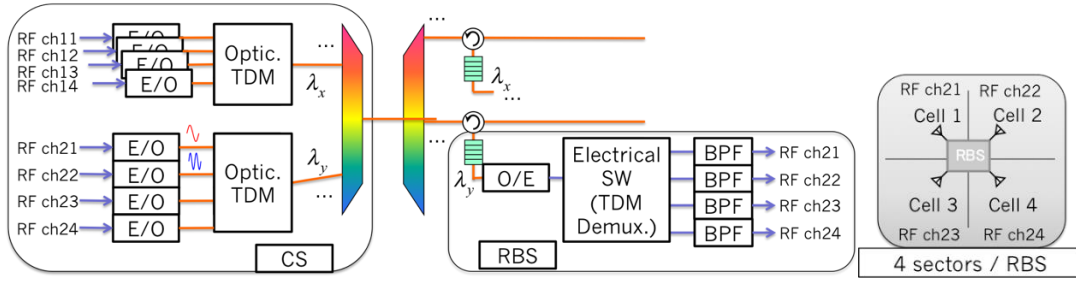 RF ch11
RF ch12
RF ch13
RF ch14
E/O
E/O
E/O
E/O
Optic.
TDM
...
λx
RF ch21
RF ch22
RF ch23
RF ch24
E/O
E/O
E/O
E/O
Optic.
TDM
λy
...
CS
...
λx
...
...
λy
O/E
Electrical
SW
(TDM
Demux.)
BPF
BPF
BPF
BPF
RF ch21
RF ch22
RF ch23
RF ch24
RBS
RF ch21
RF ch22
Cell 1
Cell 2
RBS
Cell 3
Cell 4
RF ch23
RF ch24
4 sectors / RBS